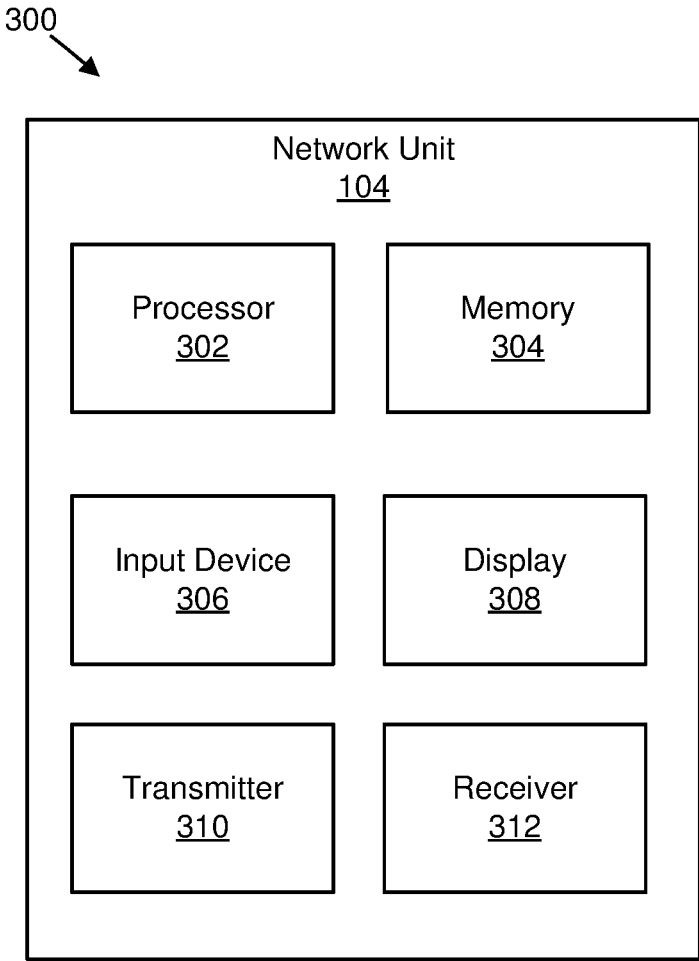 300
Network Unit
104
Processor
302
Memory
304
Input Device
306
Display
308
Transmitter
310
Receiver
312